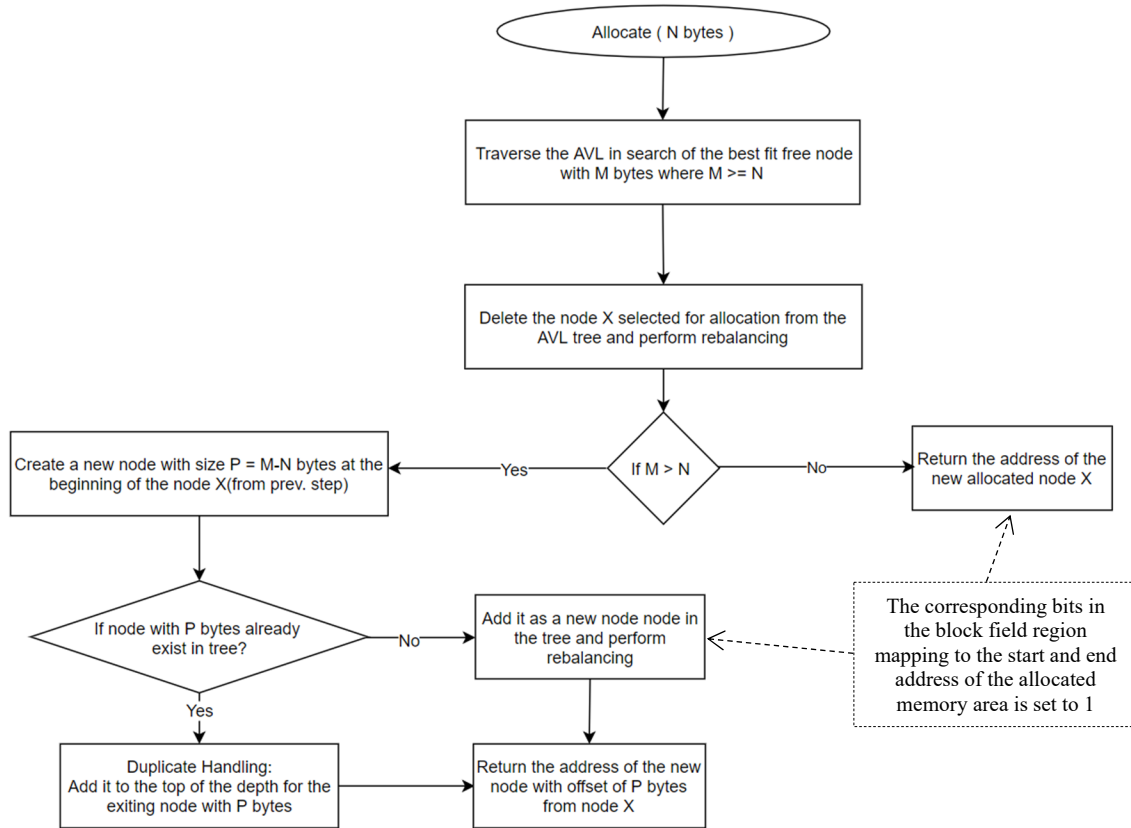 Allocate ( N bytes )
Traverse the AVL in search of the best fit free node
with M bytes where M >= N
Delete the node X selected for allocation from the
AVL tree and perform rebalancing
If M > N
Yes
No
Create a new node with size P = M-N bytes at the
beginning of the node X(from prev. step)
Return the address of the
new allocated node X
If node with P bytes already
exist in tree?
No
Yes
Add it as a new node node in
the tree and perform
rebalancing
The corresponding bits in
the block field region
mapping to the start and end
address of the allocated
memory area is set to 1
Duplicate Handling:
Add it to the top of the depth for the
exiting node with P bytes
Return the address of the new
node with offset of P bytes
from node X